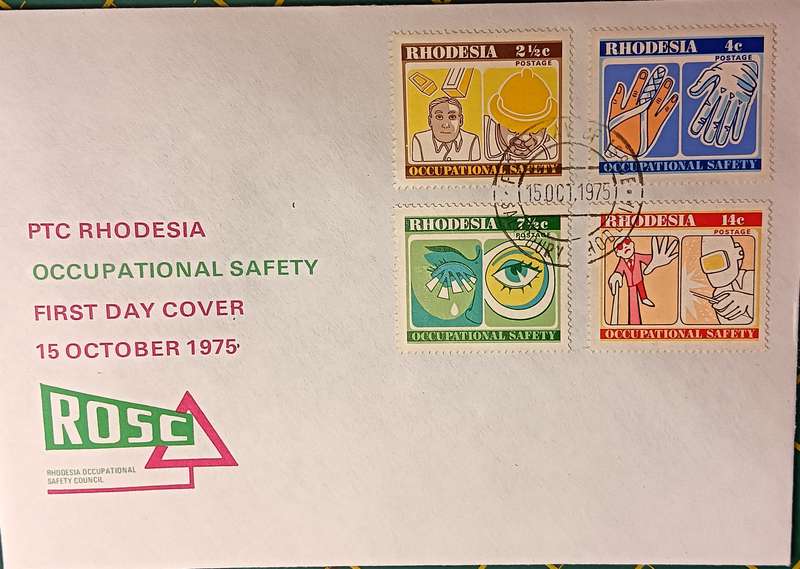 RHODESIA 2½c
POSTAGE
OCCUPATIONAL SAFETY
RHODESIA 4c
POSTAGE
OCCUPATIONAL SAFETY
15.OCT.1975
RHODESIA 7½c
POSTAGE
OCCUPATIONAL SAFETY
RHODESIA 14c
POSTAGE
OCCUPATIONAL SAFETY
PTC RHODESIA
OCCUPATIONAL SAFETY
FIRST DAY COVER
15 OCTOBER 1975
ROSC
RHODESIA OCCUPATIONAL
SAFETY COUNCIL